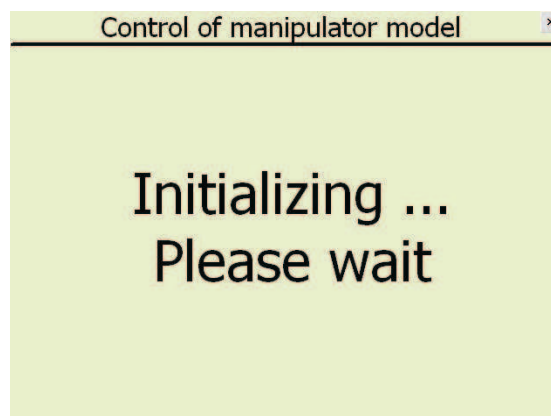 Control of manipulator model
Initializing ...
Please wait